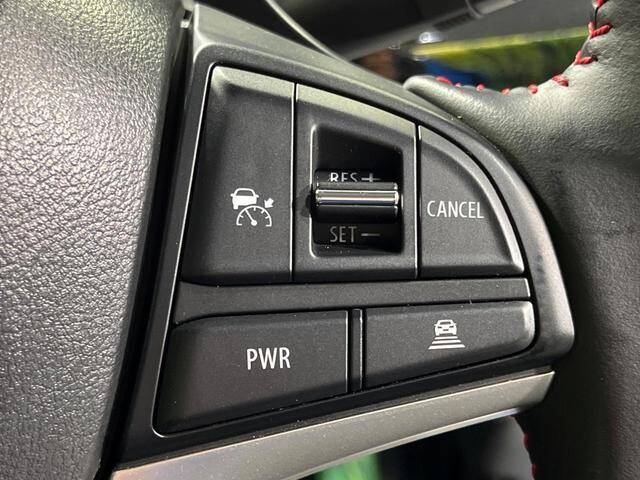 RES +
SET -
CANCEL
PWR